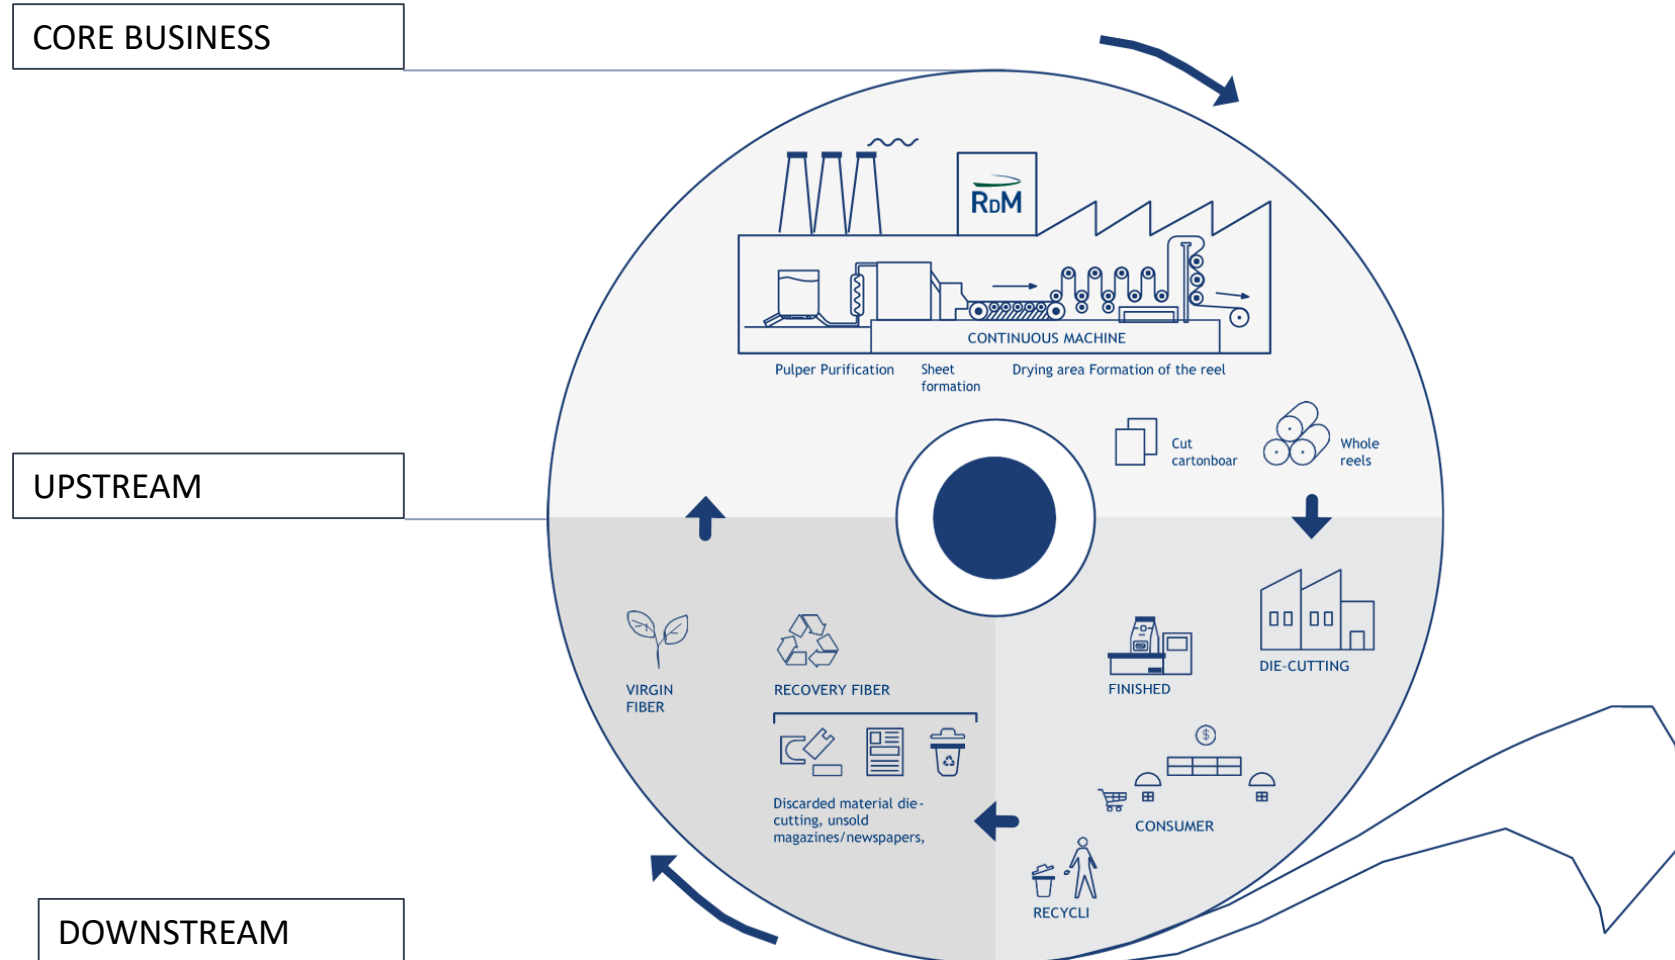 CORE BUSINESS
RDM
CONTINUOUS MACHINE
Pulper Purification
Sheet
formation
Drying area Formation of the reel
Cut
cartonboar
Whole
reels
UPSTREAM
DIE-CUTTING
VIRGIN
FIBER
RECOVERY FIBER
FINISHED
$
Discarded material die-
cutting, unsold
magazines/newspapers,
CONSUMER
RECYCLI
DOWNSTREAM